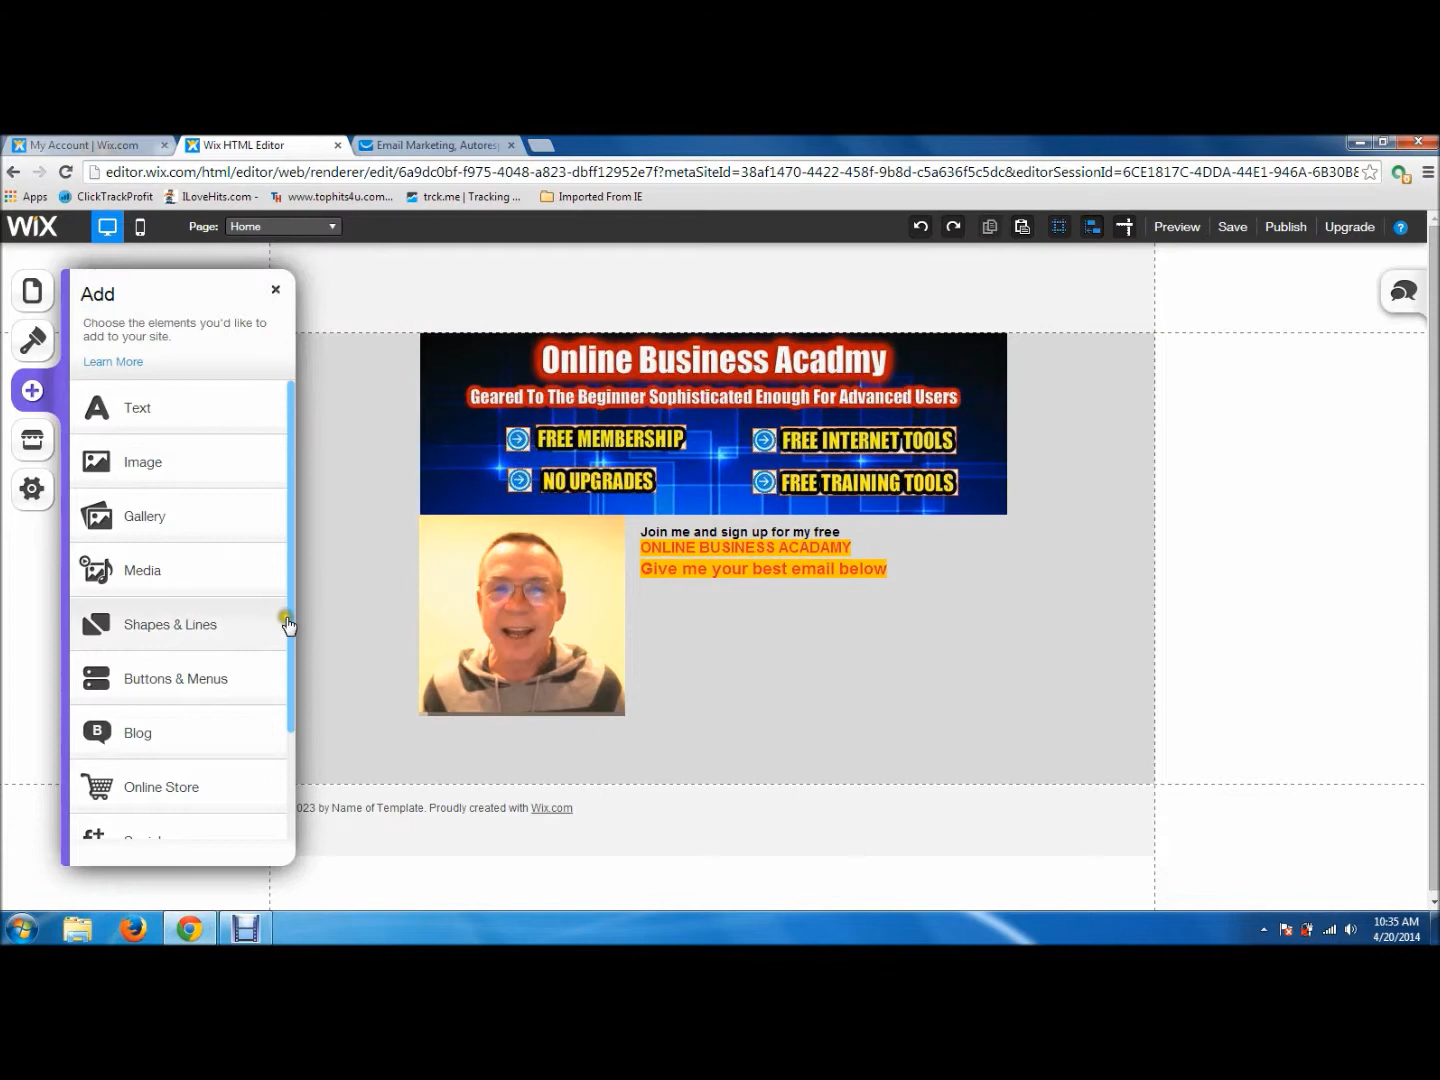 My Account | Wix.com
Wix HTML Editor
Email Marketing, Autoresp
editor.wix.com/html/editor/web/renderer/edit/6a9dc0bf-f975-4048-a823-dbff12952e7f?metaSiteId=38af1470-4422-458f-9b8d-c5a636f5c5dc&editorSessionId=6CE1817C-4DDA-44E1-946A-6B30B8
Apps
ClickTrackProfit
ILoveHits.com -
www.tophits4u.com...
trck.me | Tracking ...
Imported From IE
WiX
Page:
Home
Preview
Save
Publish
Upgrade
?
Add
Choose the elements you'd like to
add to your site.
Learn More
Text
Image
Gallery
Media
Shapes & Lines
Buttons & Menus
Blog
Online Store
Online Business Acadmy
Geared To The Beginner Sophisticated Enough For Advanced Users
FREE MEMBERSHIP
FREE INTERNET TOOLS
NO UPGRADES
FREE TRAINING TOOLS
Join me and sign up for my free
ONLINE BUSINESS ACADAMY
Give me your best email below
023 by Name of Template. Proudly created with Wix.com
10:35 AM
4/20/2014